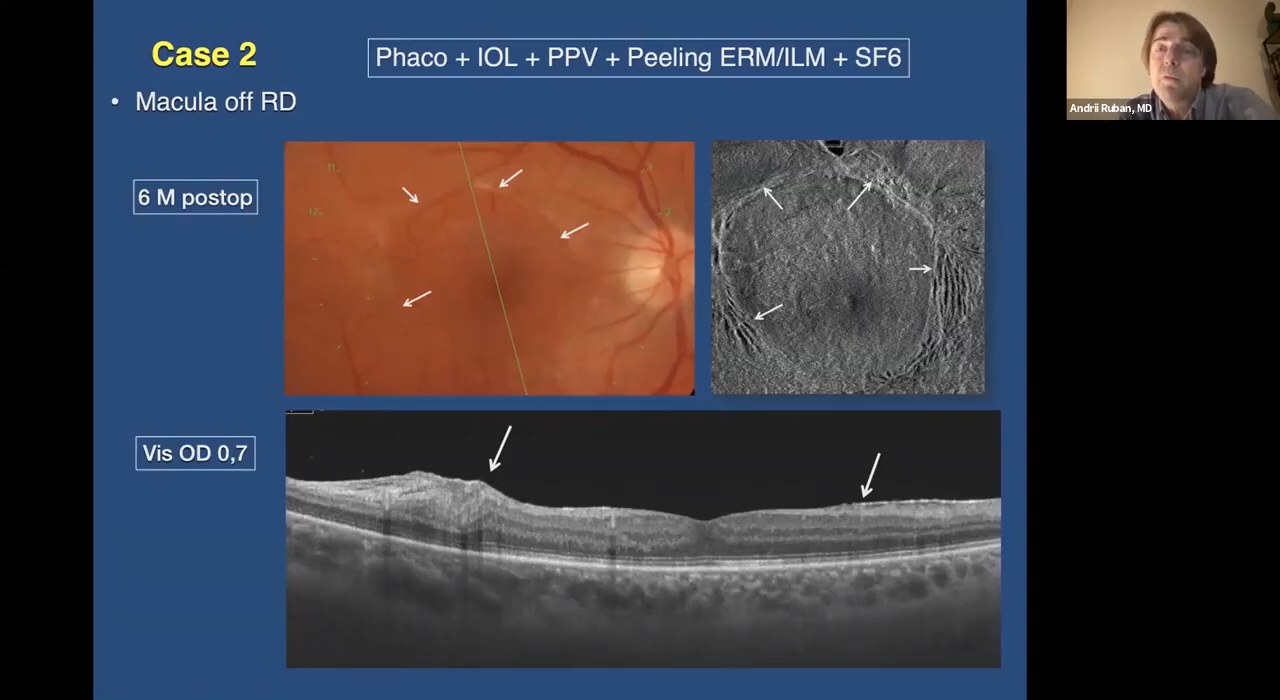 Case 2
Phaco + IOL + PPV + Peeling ERM/ILM + SF6
Andrii Ruban, MD
• Macula off RD
6 M postop
Vis OD 0,7